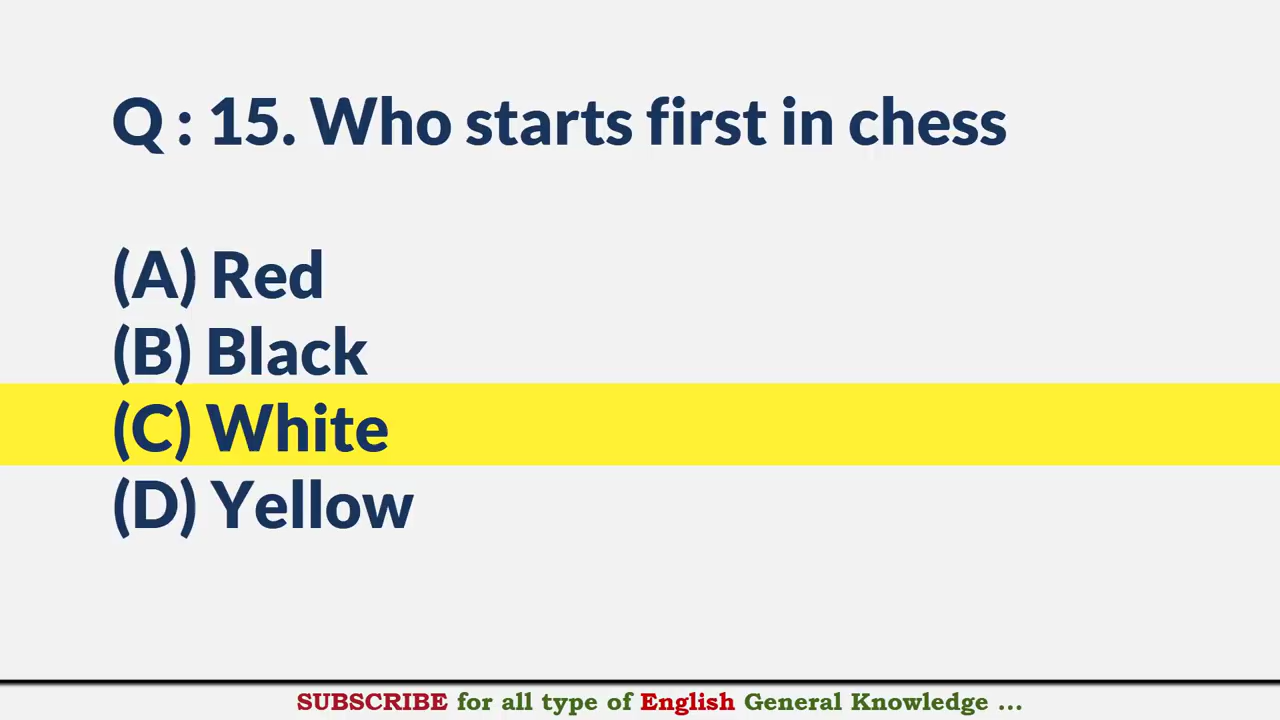 Q : 15. Who starts first in chess
(A) Red
(B) Black
(C) White
(D) Yellow
SUBSCRIBE for all type of English General Knowledge ...